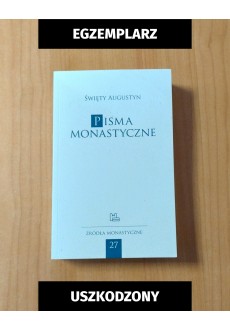 EGZEMPLARZ
ŚWIĘTY AUGUSTYN
PISMA
MONASTYCZNE
ŹRÓDŁA MONASTYCZNE
27
USZKODZONY